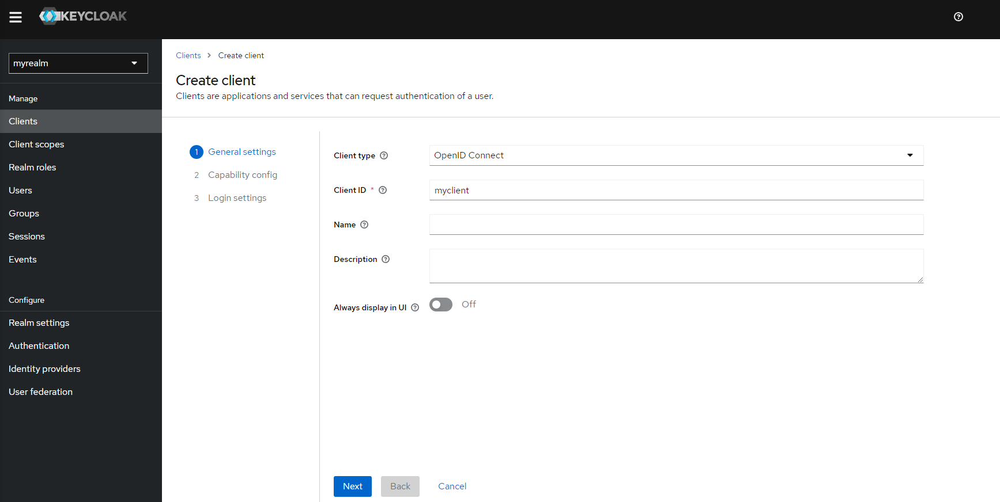 KEYCLOAK
myrealm
Manage
Clients
Client scopes
Realm roles
Users
Groups
Sessions
Events
Configure
Realm settings
Authentication
Identity providers
User federation
Clients > Create client
Create client
Clients are applications and services that can request authentication of a user.
1 General settings
2 Capability config
3 Login settings
Client type OpenID Connect
Client ID * myclient
Name
Description
Always display in UI Off
Next Back Cancel